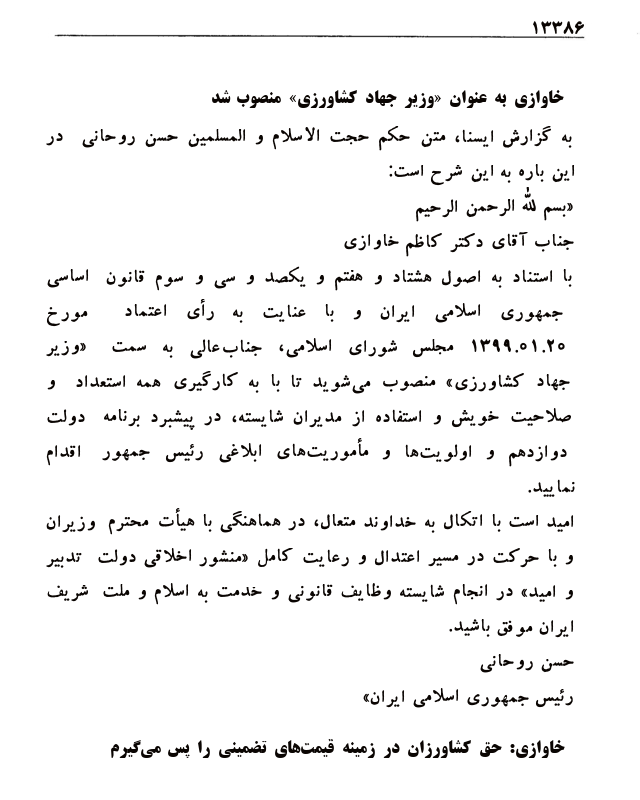 ۱۳۳۸۶
خاوازی به عنوان «وزیر جهاد کشاورزی» منصوب شد
به گزارش ایسنا، متن حکم حجت الاسلام و المسلمین حسن روحانی در
این باره به این شرح است:
«بسم الله الرحمن الرحیم
جناب آقای دکتر کاظم خاوازی
با استناد به اصول هشتاد و هفتم و یکصد و سی و سوم قانون اساسی
جمهوری اسلامی ایران و با عنایت به رأی اعتماد مورخ
۱۳۹۹.۰۱.۲۵ مجلس شورای اسلامی، جناب‌عالی به سمت «وزیر
جهاد کشاورزی» منصوب می‌شوید تا با به کارگیری همه استعداد و
صلاحیت خویش و استفاده از مدیران شایسته، در پیشبرد برنامه دولت
دوازدهم و اولویت‌ها و مأموریت‌های ابلاغی رئیس جمهور اقدام
نمایید.
امید است با اتکال به خداوند متعال، در هماهنگی با هیأت محترم وزیران
و با حرکت در مسیر اعتدال و رعایت کامل «منشور اخلاقی دولت تدبیر
و امید» در انجام شایسته وظایف قانونی و خدمت به اسلام و ملت شریف
ایران موفق باشید.
حسن روحانی
رئیس جمهوری اسلامی ایران»
خاوازی: حق کشاورزان در زمینه قیمت‌های تضمینی را پس می‌گیرم